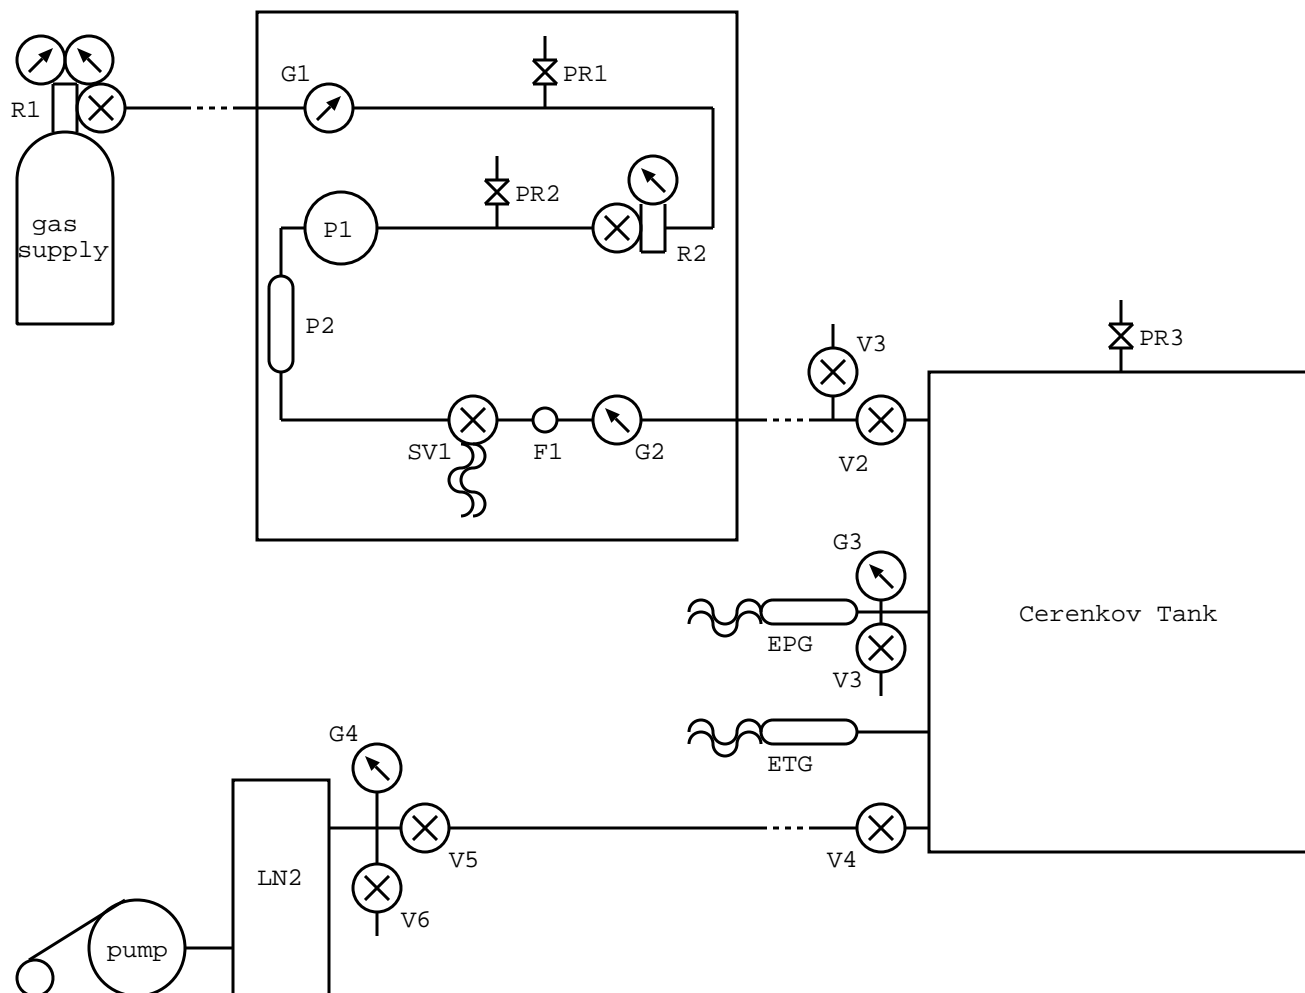 G1
PR1
R1
PR2
gas
supply
P1
R2
P2
V3
PR3
SV1
F1
G2
V2
G3
Cerenkov Tank
EPG
V3
G4
ETG
V5
V4
LN2
V6
pump